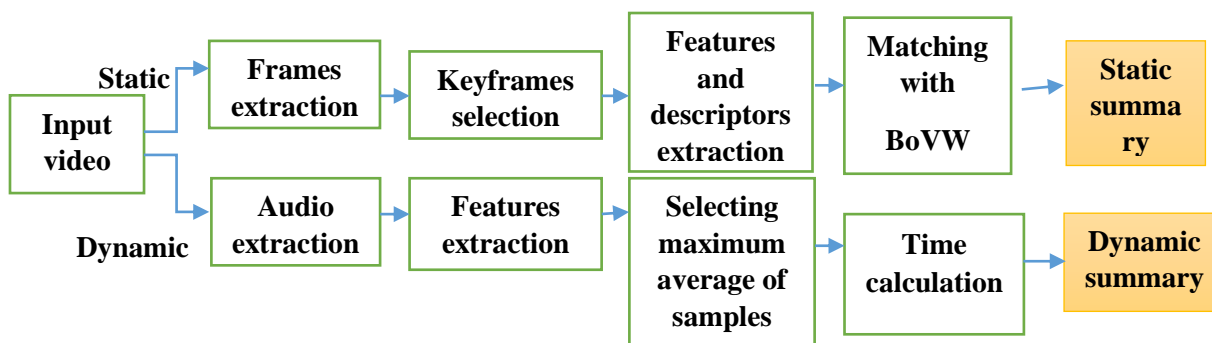 Input
video
Static
Frames
extraction
Keyframes
selection
Features
and
descriptors
extraction
Matching
with
BoVW
Static
summa
ry
Dynamic
Audio
extraction
Features
extraction
Selecting
maximum
average of
samples
Time
calculation
Dynamic
summary